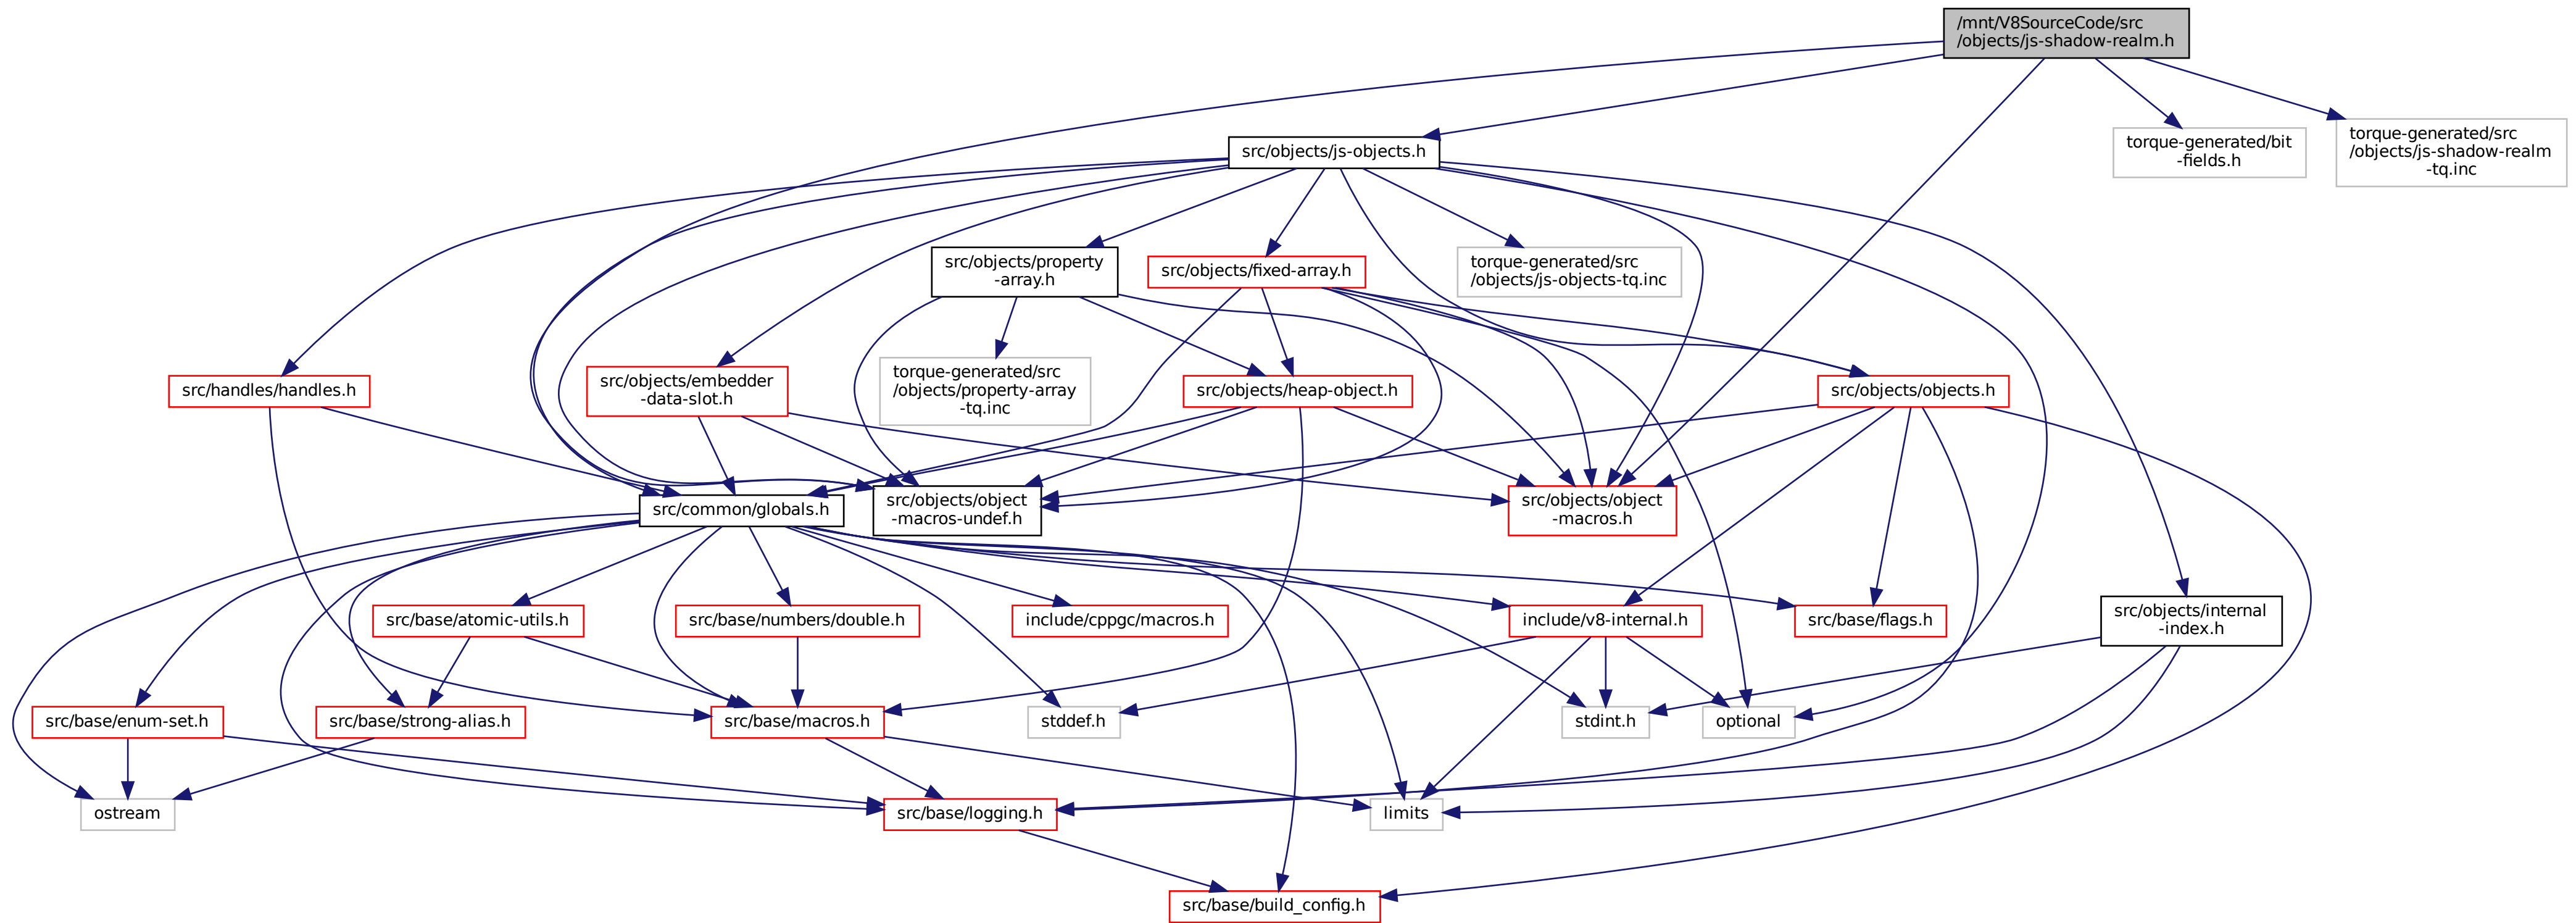 /mnt/V8SourceCode/src
/objects/js-shadow-realm.h
src/objects/js-objects.h
torque-generated/bit
-fields.h
torque-generated/src
/objects/js-shadow-realm
-tq.inc
src/objects/property
-array.h
src/objects/fixed-array.h
torque-generated/src
/objects/js-objects-tq.inc
src/handles/handles.h
src/objects/embedder
-data-slot.h
torque-generated/src
/objects/property-array
-tq.inc
src/objects/heap-object.h
src/objects/objects.h
src/common/globals.h
src/objects/object
-macros-undef.h
src/objects/object
-macros.h
src/base/atomic-utils.h
src/base/numbers/double.h
include/cppgc/macros.h
include/v8-internal.h
src/base/flags.h
src/objects/internal
-index.h
src/base/enum-set.h
src/base/strong-alias.h
src/base/macros.h
stddef.h
stdint.h
optional
ostream
src/base/logging.h
limits
src/base/build_config.h